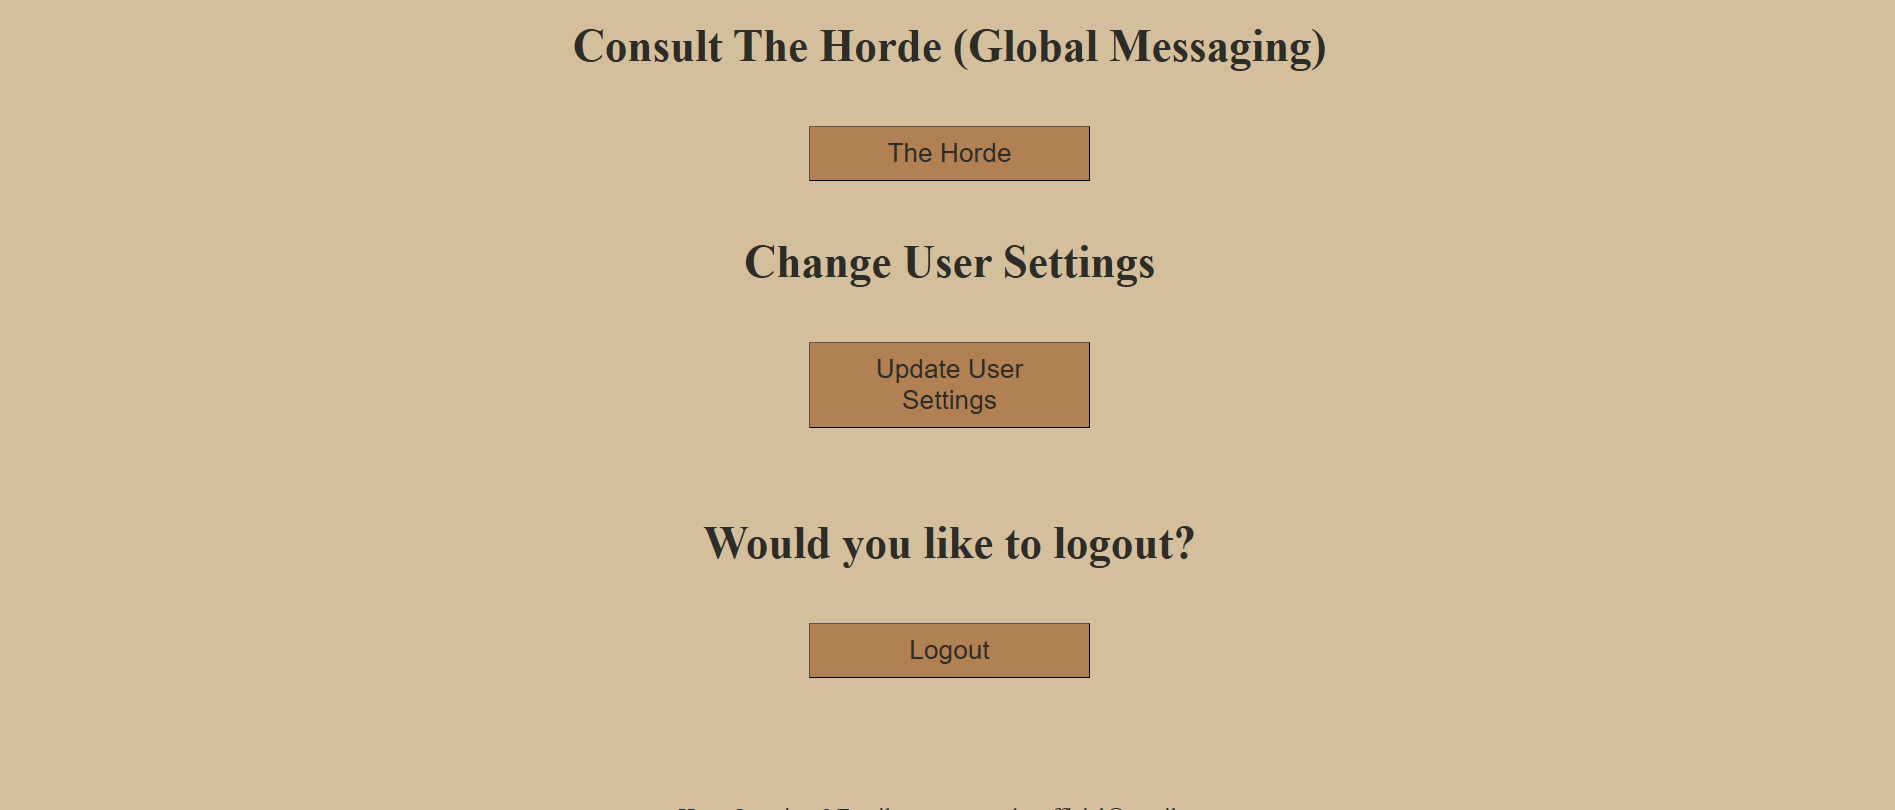 Consult The Horde (Global Messaging)
The Horde
Change User Settings
Update User
Settings
Would you like to logout?
Logout